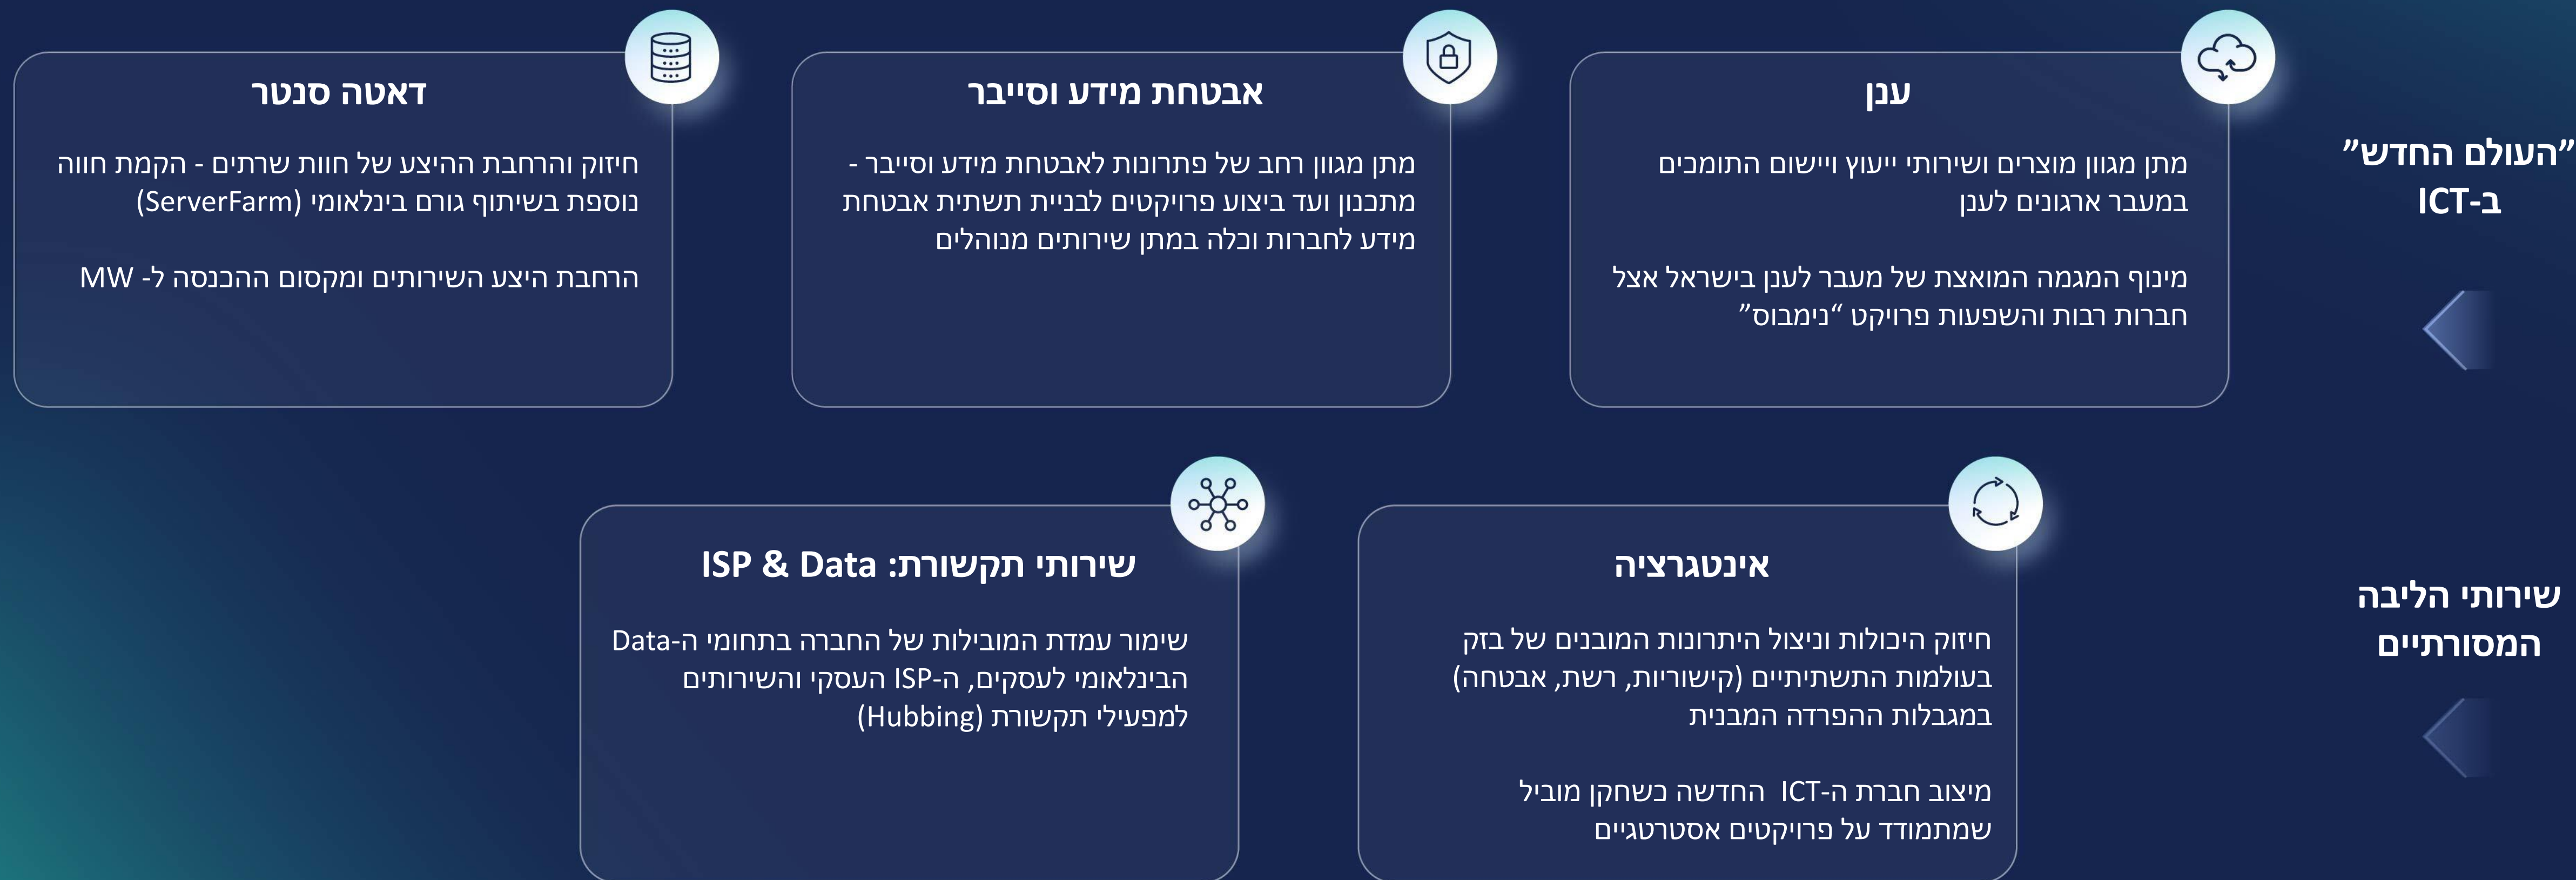 "העולם החדש"
ב-ICT
ענן
מתן מגוון מוצרים ושירותי ייעוץ ויישום התומכים
במעבר ארגונים לענן
מינוף המגמה המואצת של מעבר לענן בישראל אצל
חברות רבות והשפעות פרויקט "נימבוס"
אבטחת מידע וסייבר
מתן מגוון רחב של פתרונות לאבטחת מידע וסייבר -
מתכנון ועד ביצוע פרויקטים לבניית תשתית אבטחת
מידע לחברות וכלה במתן שירותים מנוהלים
דאטה סנטר
חיזוק והרחבת ההיצע של חוות שרתים - הקמת חווה
נוספת בשיתוף גורם בינלאומי (ServerFarm)
הרחבת היצע השירותים ומקסום ההכנסה ל- MW
שירותי הליבה
המסורתיים
אינטגרציה
חיזוק היכולות וניצול היתרונות המובנים של בזק
בעולמות התשתיתיים (קישוריות, רשת, אבטחה)
במגבלות ההפרדה המבנית
מיצוב חברת ה-ICT החדשה כשחקן מוביל
שמתמודד על פרויקטים אסטרטגיים
שירותי תקשורת: ISP & Data
שימור עמדת המובילות של החברה בתחומי ה-Data
הבינלאומי לעסקים, ה-ISP העסקי והשירותים
למפעילי תקשורת (Hubbing)